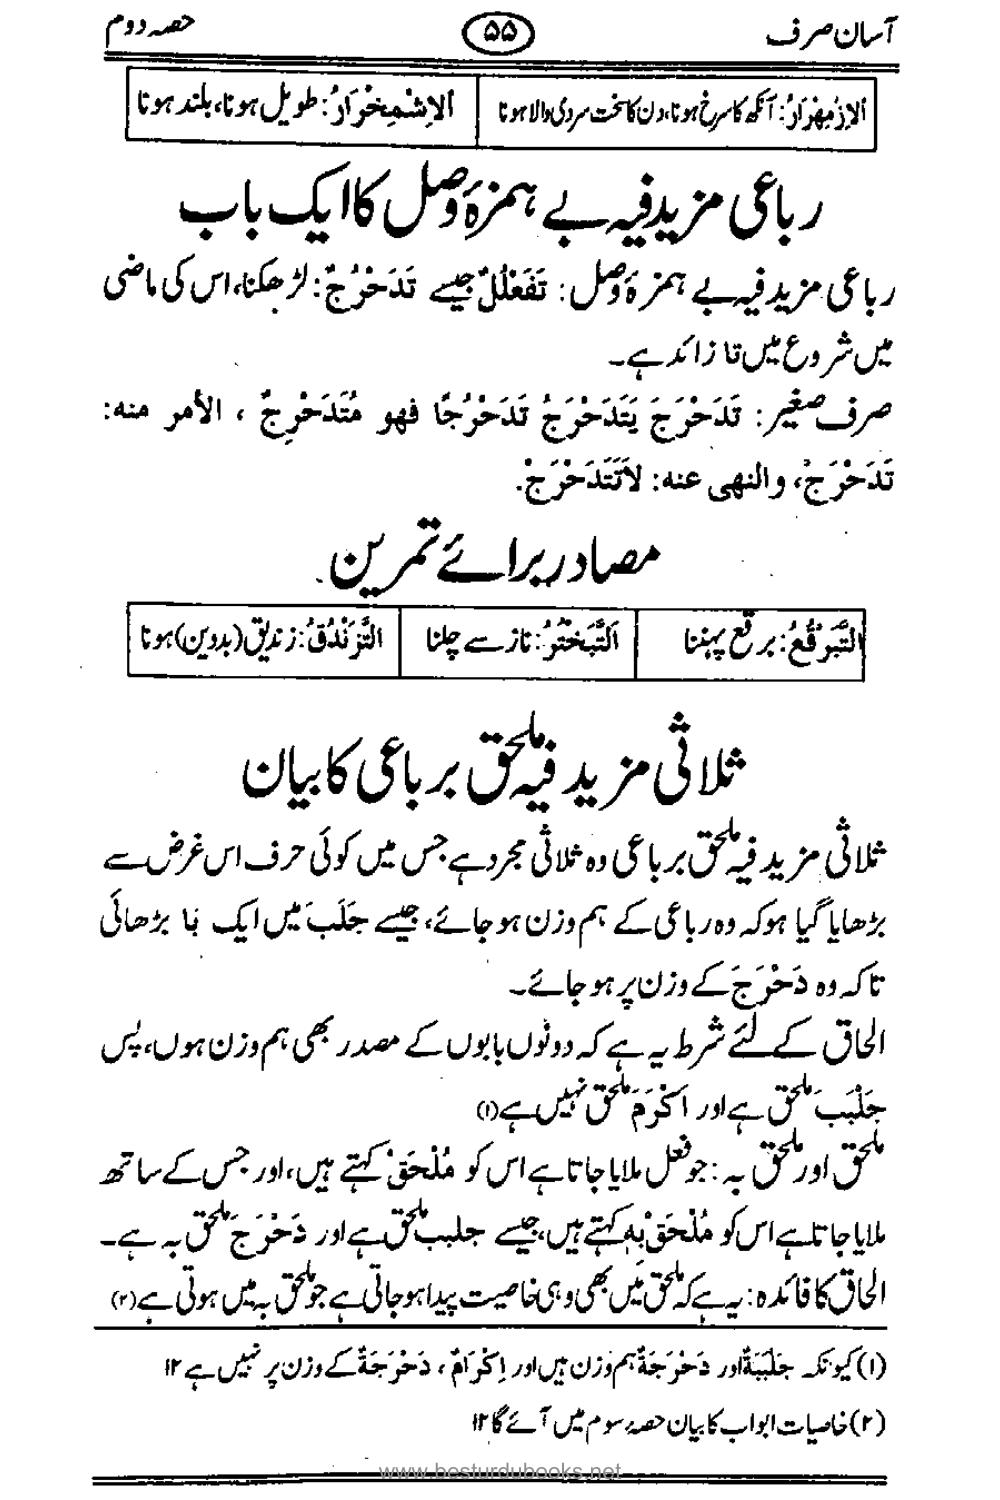 آسان صرف ۵۵ حصہ دوم
اَلاِزْمِهْرَارُ: آنکھ کا سرخ ہونا، دن کا سخت سردی والا ہونا اَلاِشْمِخْرَارُ: طویل ہونا، بلند ہونا
رباعی مزید فیہ بے ہمزۂ وصل کا ایک باب
رباعی مزید فیہ بے ہمزۂ وصل: تَفَعْلُلٌ جیسے تَدَحْرُجٌ: لڑھکنا، اس کی ماضی
میں شروع میں تا زائد ہے۔
صرف صغیر: تَدَحْرَجَ يَتَدَحْرَجُ تَدَحْرُجًا فهو مُتَدَحْرِجٌ ، الأمر منه:
تَدَحْرَجْ، والنهى عنه: لاَتَتَدَحْرَجْ.
مصادر برائے تمرین
اَلتَّبَرْقُعُ: برقع پہننا اَلتَّبَخْتُرُ: ناز سے چلنا اَلتَّزَنْدُقُ: زندیق (بددین) ہونا
ثلاثی مزید فیہ ملحق برباعی کا بیان
ثلاثی مزید فیہ ملحق برباعی وہ ثلاثی مجرد ہے جس میں کوئی حرف اس غرض سے
بڑھایا گیا ہو کہ وہ رباعی کے ہم وزن ہو جائے، جیسے جَلَبَ میں ایک بَا بڑھائی
تاکہ وہ دَحْرَجَ کے وزن پر ہو جائے۔
الحاق کے لئے شرط یہ ہے کہ دونوں بابوں کے مصدر بھی ہم وزن ہوں، پس
جَلْبَبَ ملحق ہے اور اَكْرَمَ ملحق نہیں ہے (۱)
ملحق اور ملحق بہ: جو فعل ملایا جاتا ہے اس کو مُلْحَقْ کہتے ہیں، اور جس کے ساتھ
ملایا جاتا ہے اس کو مُلْحَقْ بِهٖ کہتے ہیں، جیسے جلبب ملحق ہے اور دَحْرَجَ ملحق بہ ہے۔
الحاق کا فائدہ: یہ ہے کہ ملحق میں بھی وہی خاصیت پیدا ہو جاتی ہے جو ملحق بہ میں ہوتی ہے (۲)
(۱) کیونکہ جَلْبَبَةٌ اور دَحْرَجَةٌ ہم وزن ہیں اور اِكْرَامٌ ، دَحْرَجَةٌ کے وزن پر نہیں ہے ۱۲
(۲) خاصیات ابواب کا بیان حصۂ سوم میں آئے گا ۱۲
www.besturdubooks.net